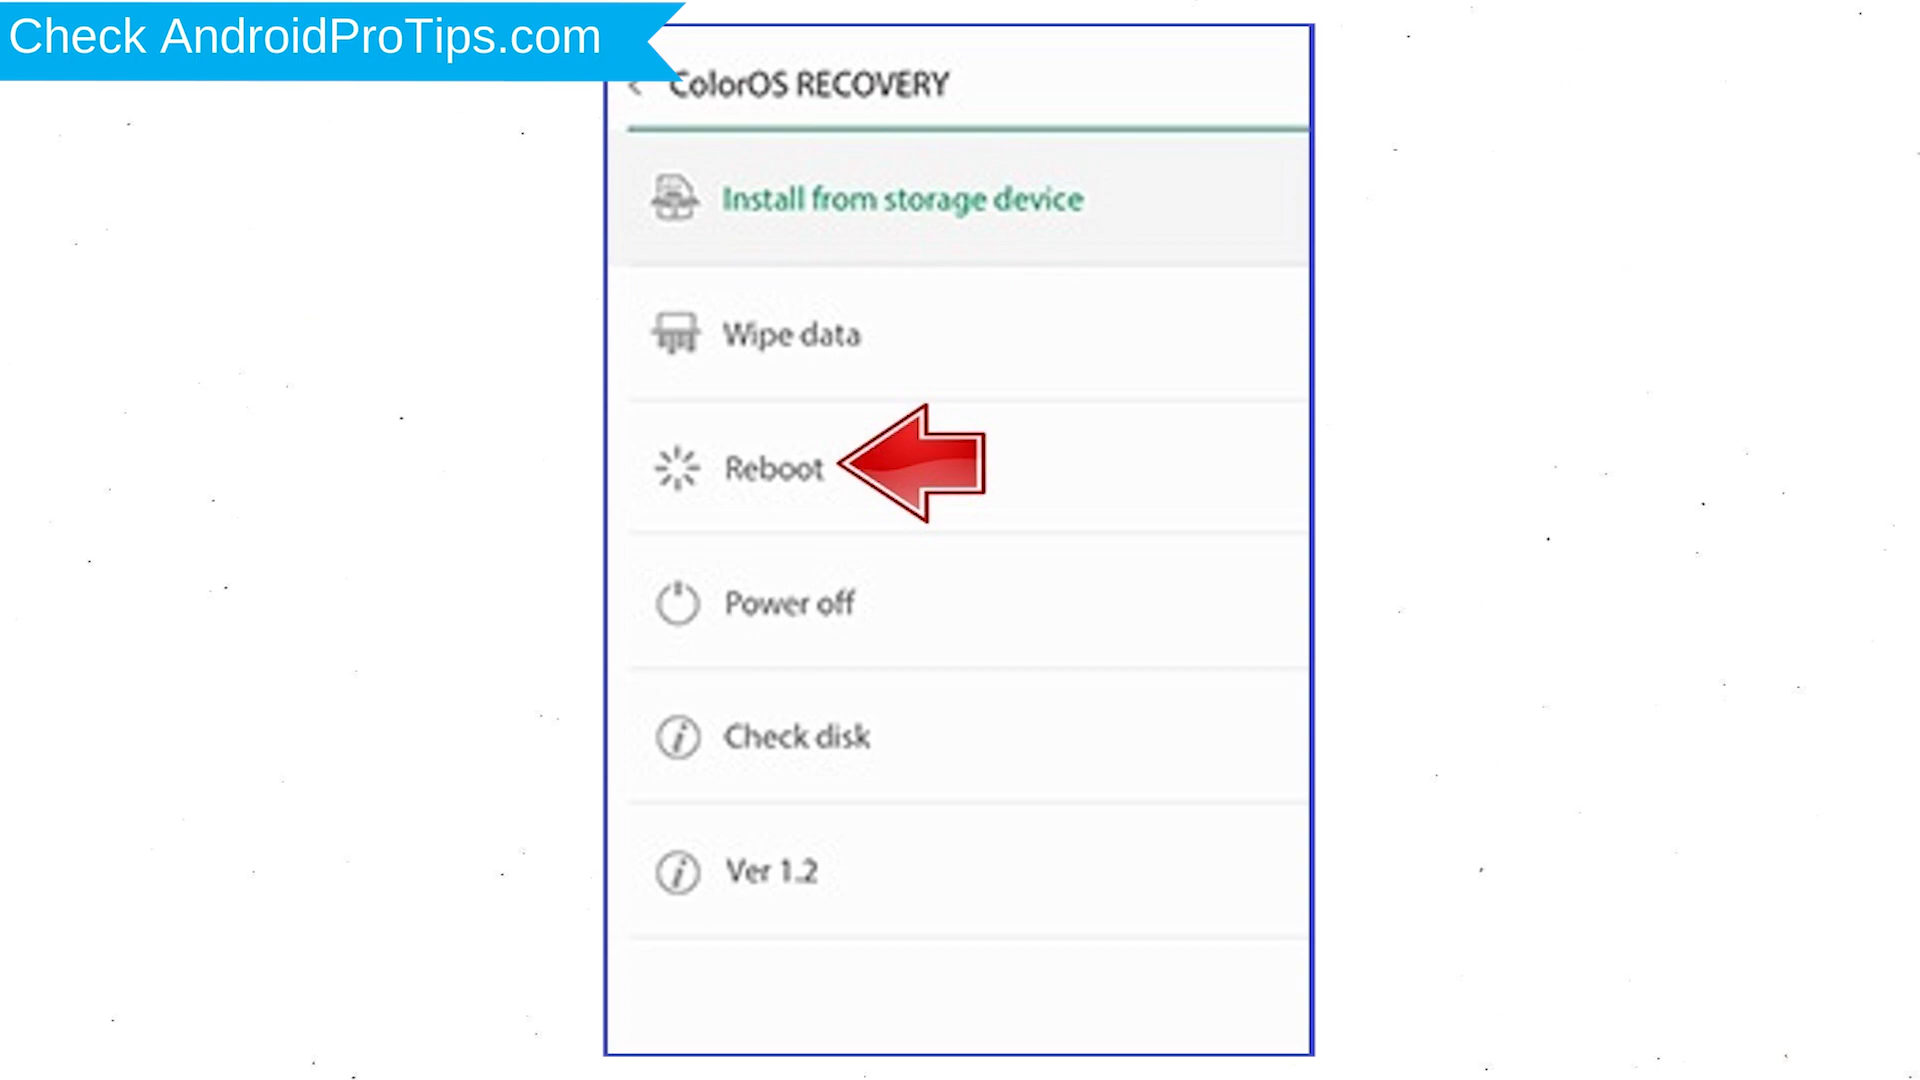 Check AndroidProTips.com
ColorOS RECOVERY
Install from storage device
Wipe data
Reboot
Power off
Check disk
Ver 1.2